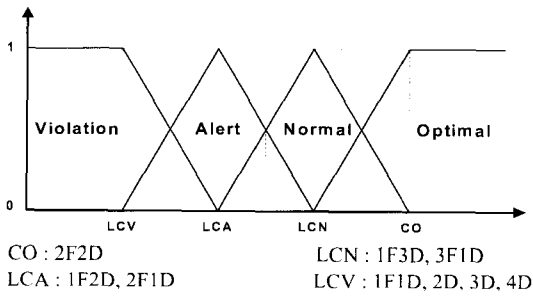 1
Violation Alert Normal Optimal
0
LCV LCA LCN CO
CO : 2F2D LCN : 1F3D, 3F1D
LCA : 1F2D, 2F1D LCV : 1F1D, 2D, 3D, 4D